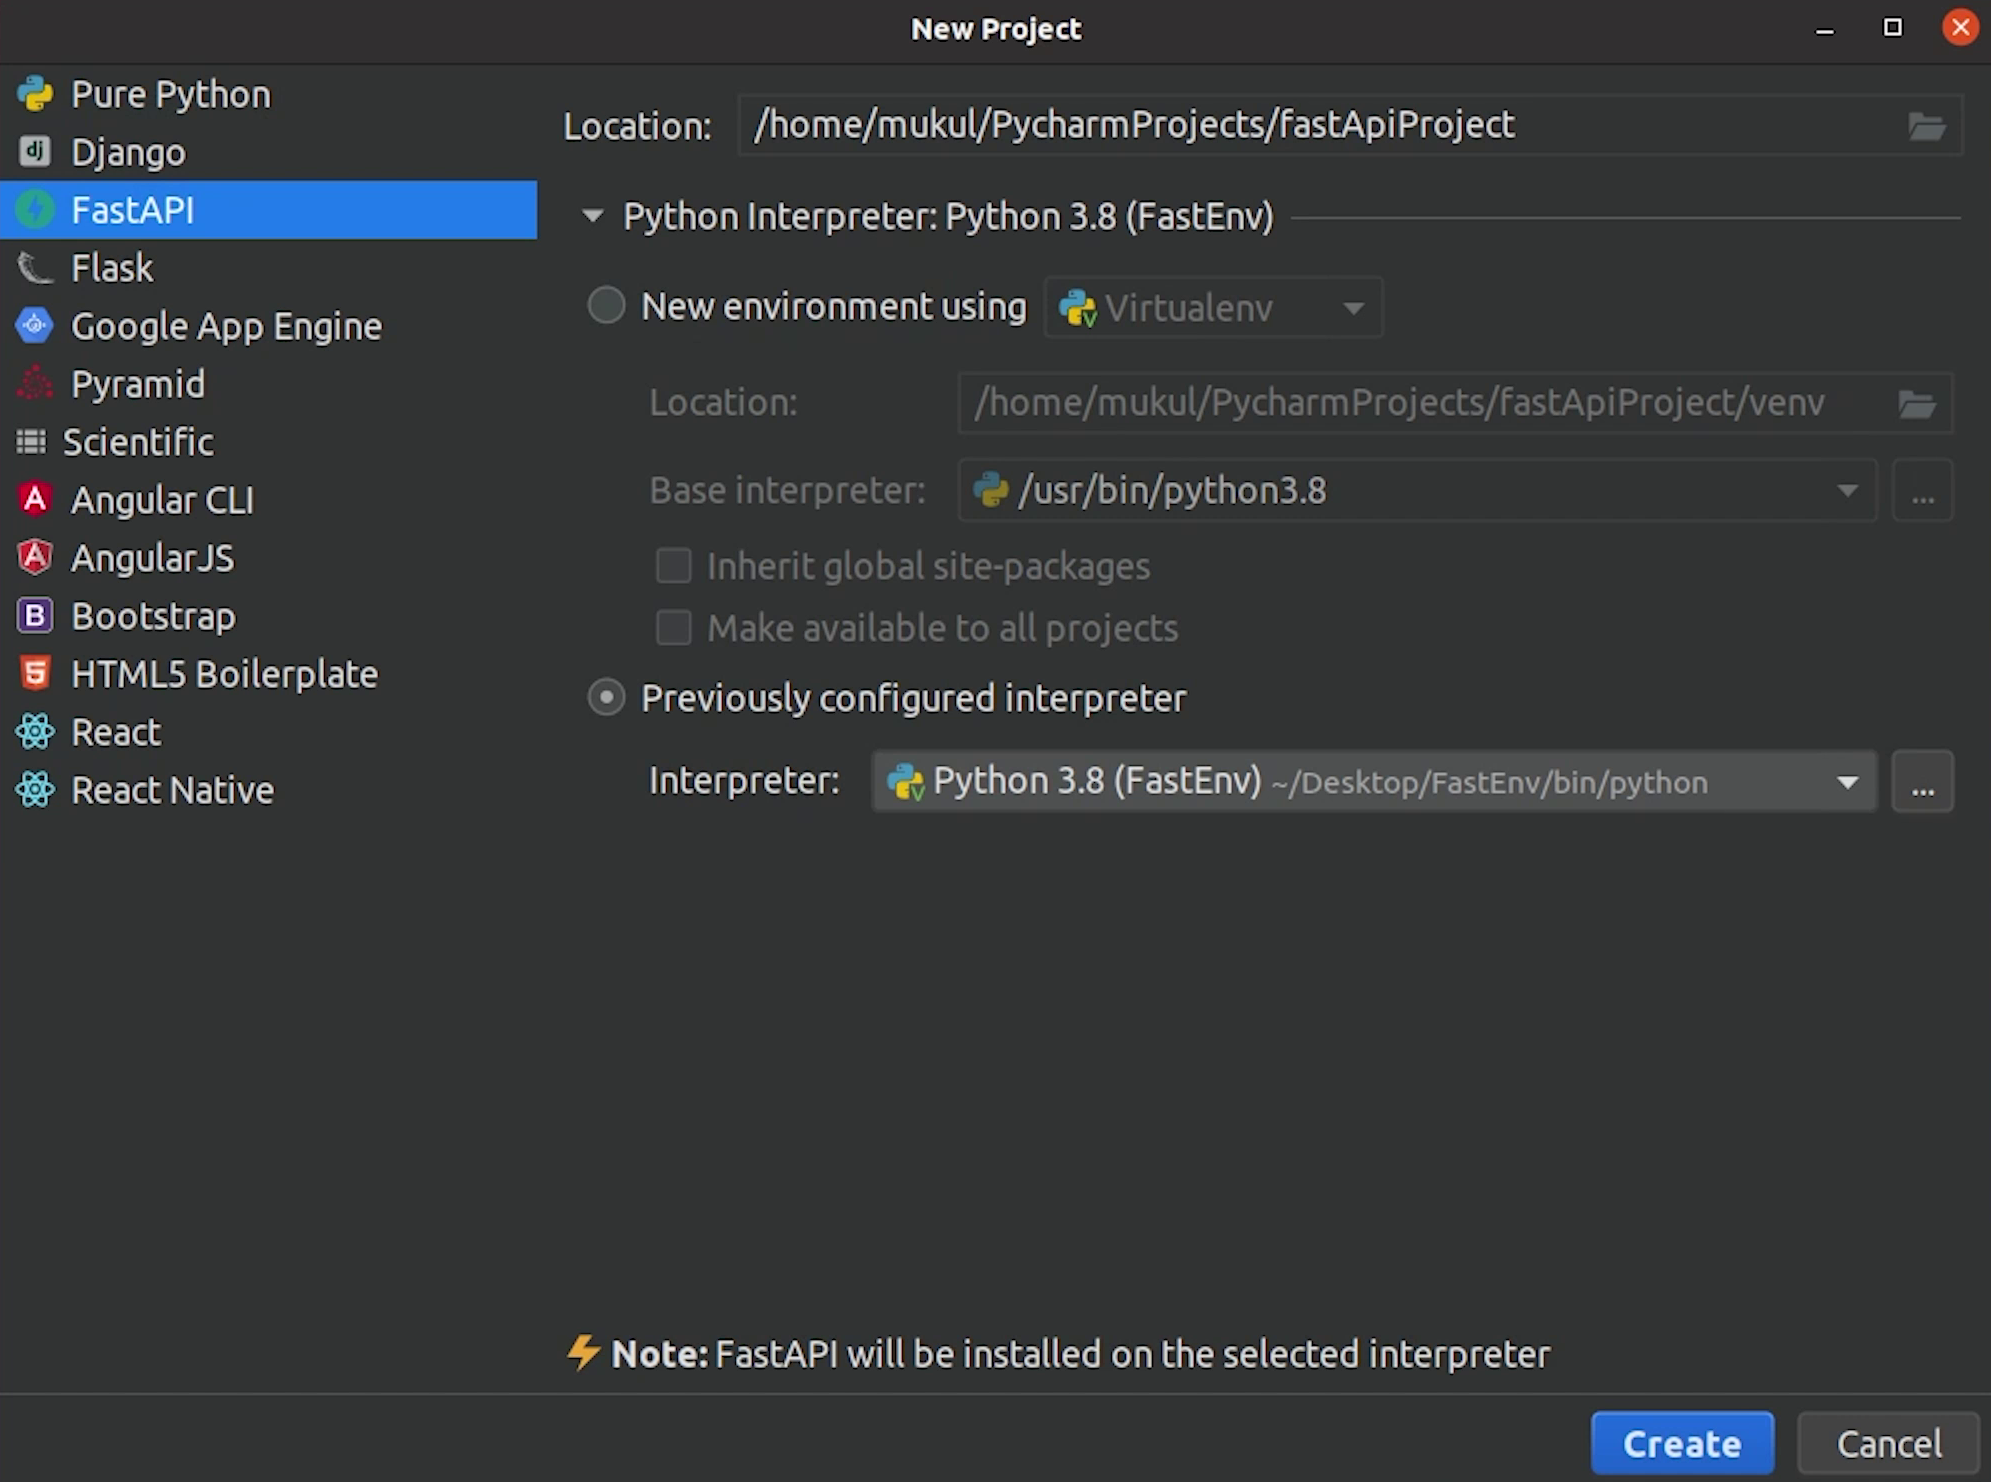 New Project
Pure Python
Django
FastAPI
Flask
Google App Engine
Pyramid
Scientific
Angular CLI
AngularJS
Bootstrap
HTML5 Boilerplate
React
React Native
Location: /home/mukul/PycharmProjects/fastApiProject
Python Interpreter: Python 3.8 (FastEnv)
New environment using Virtualenv
Location: /home/mukul/PycharmProjects/fastApiProject/venv
Base interpreter: /usr/bin/python3.8 ...
Inherit global site-packages
Make available to all projects
Previously configured interpreter
Interpreter: Python 3.8 (FastEnv) ~/Desktop/FastEnv/bin/python ...
Note: FastAPI will be installed on the selected interpreter
Create Cancel